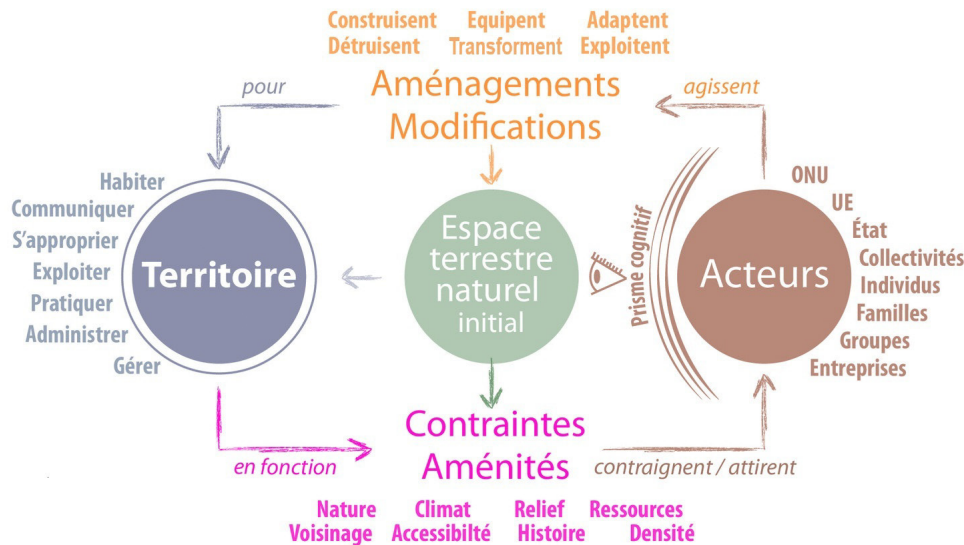 Construisent Equipent Adaptent
Détruisent Transforment Exploitent
Aménagements
Modifications
pour
agissent
Habiter
Communiquer
S'approprier
Exploiter
Pratiquer
Administrer
Gérer
Territoire
Espace
terrestre
naturel
initial
Prisme cognitif
Acteurs
ONU
UE
État
Collectivités
Individus
Familles
Groupes
Entreprises
Contraintes
Aménités
en fonction
contraignent / attirent
Nature Climat Relief Ressources
Voisinage Accessibilté Histoire Densité